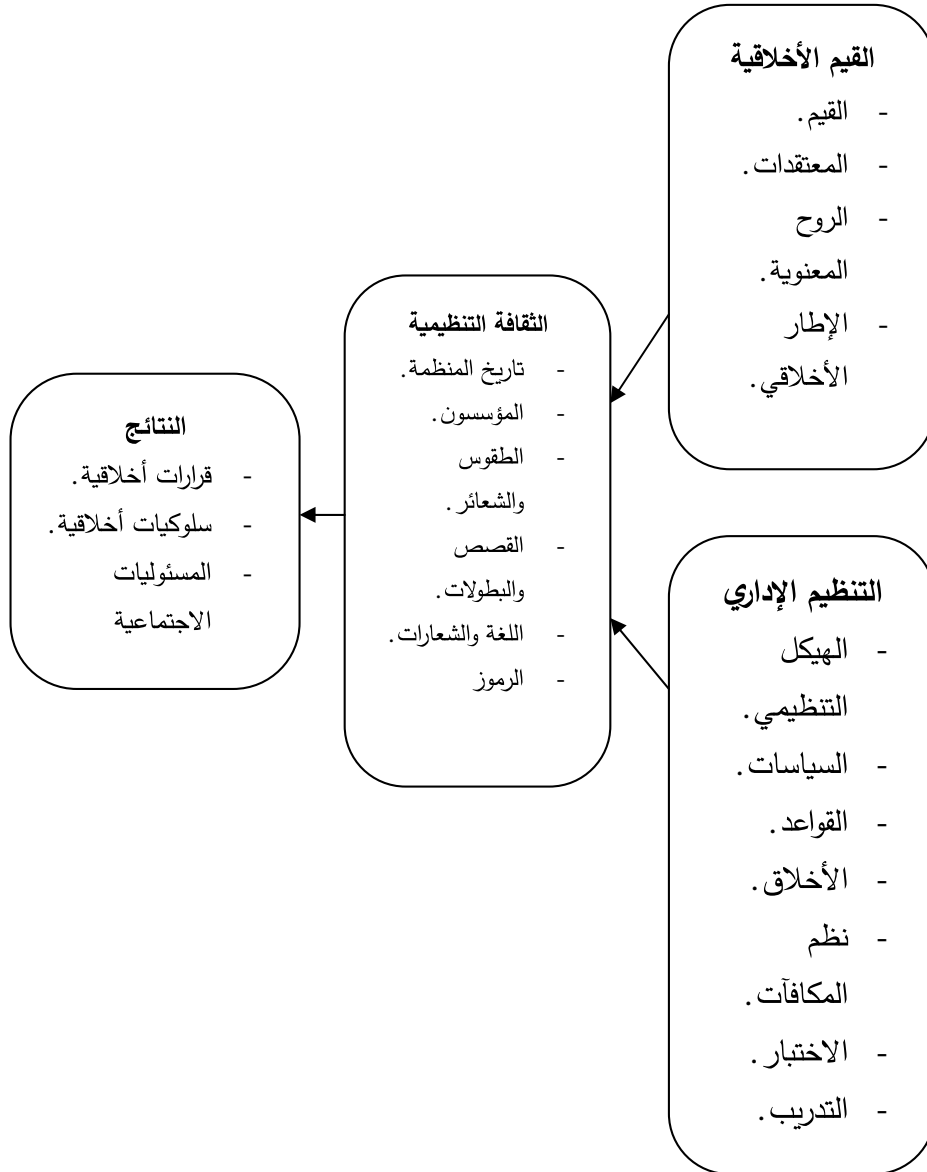 القيم الأخلاقية
- القيم.
- المعتقدات.
- الروح
المعنوية.
- الإطار
الأخلاقي.
التنظيم الإداري
- الهيكل
التنظيمي.
- السياسات.
- القواعد.
- الأخلاق.
- نظم
المكافآت.
- الاختبار.
- التدريب.
الثقافة التنظيمية
- تاريخ المنظمة.
- المؤسسون.
- الطقوس
والشعائر.
- القصص
والبطولات.
- اللغة والشعارات.
- الرموز
النتائج
- قرارات أخلاقية.
- سلوكيات أخلاقية.
- المسئوليات
الاجتماعية